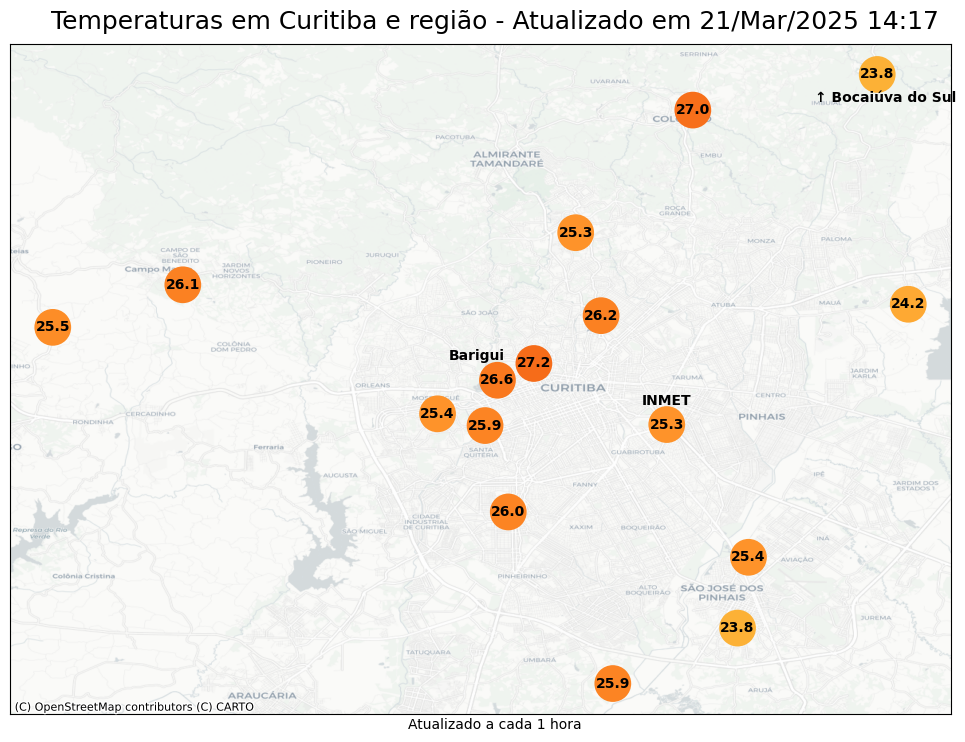 Temperaturas em Curitiba e região - Atualizado em 21/Mar/2025 14:17
SERRINHA
23.8
UVARANAL
↑ Bocaiúva do Sul
27.0
PACOTUBA
ALMIRANTE
TAMANDARÉ
EMBU
ROÇA
GRANDE
25.3
MONZA
PALOMA
CAMPO DE
SÃO
BENEDITO
JURUQUI
PIONEIRO
JARDIM
NOVOS
HORIZONTES
26.1
24.2
MAUÁ
ATUBA
SÃO JOÃO
26.2
25.5
COLÔNIA
DOM PEDRO
Barigui
27.2
JARDIM
KARLA
26.6
TARUMÃ
ORLEANS
CURITIBA
CENTRO
INMET
25.4
CERCADINHO
PINHAIS
RONDINHA
25.9
25.3
Ferraria
SANTA
QUITÉRIA
GUABIROTUBA
AUGUSTA
IPÊ
FANNY
JARDIM DOS
ESTADOS I
26.0
CIDADE
INDUSTRIAL
DE CURITIBA
SÃO MIGUEL
XAXIM
BOQUEIRÃO
Represa do Rio
Verde
INÁ
25.4
AVIAÇÃO
Colônia Cristina
PINHEIRINHO
ALTO
BOQUEIRÃO
SÃO JOSÉ DOS
PINHAIS
JUREMA
23.8
TATUQUARA
UMBARÁ
25.9
ARUJÁ
ARAUCÁRIA
(C) OpenStreetMap contributors (C) CARTO
Atualizado a cada 1 hora